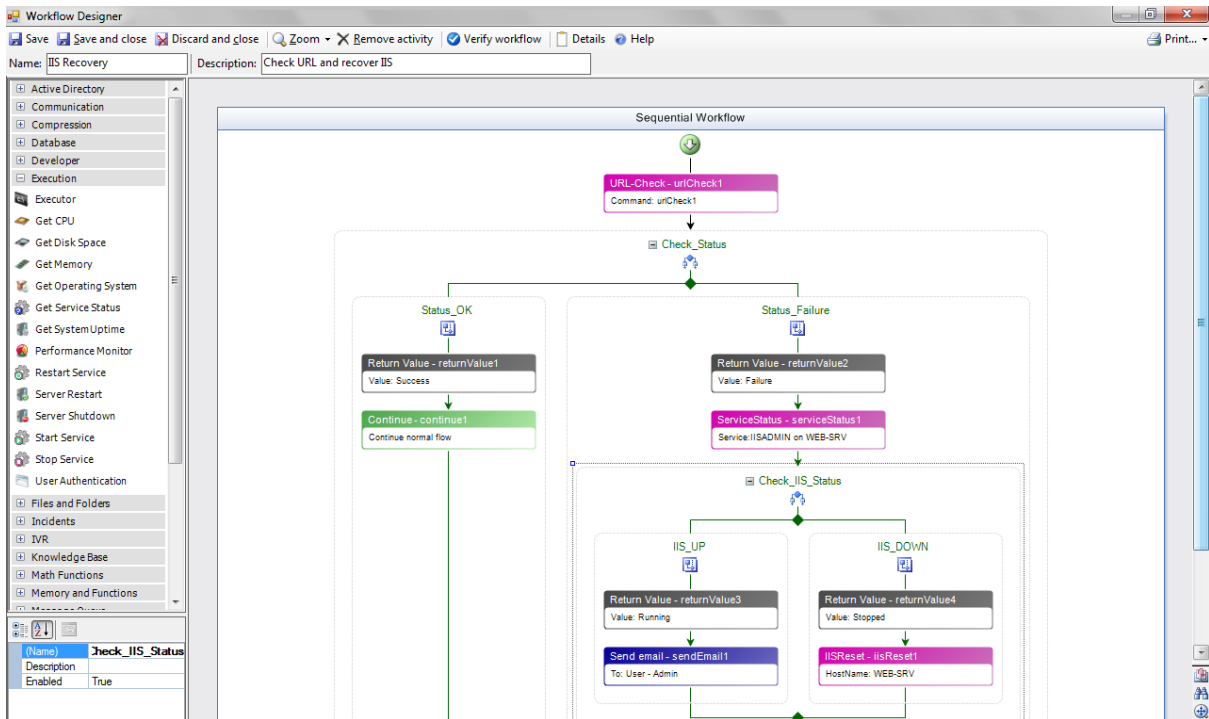 Workflow Designer
Save Save and close Discard and close Zoom Remove activity Verify workflow Details Help Print...
Name: IIS Recovery Description: Check URL and recover IIS
Active Directory
Communication
Compression
Database
Developer
Execution
Executor
Get CPU
Get Disk Space
Get Memory
Get Operating System
Get Service Status
Get System Uptime
Performance Monitor
Restart Service
Server Restart
Server Shutdown
Start Service
Stop Service
User Authentication
Files and Folders
Incidents
IVR
Knowledge Base
Math Functions
Memory and Functions
Message Queue
(Name) Check_IIS_Status
Description
Enabled True
Sequential Workflow
URL-Check - urlCheck1
Command: urlCheck1
Check_Status
Status_OK
Return Value - returnValue1
Value: Success
Continue - continue1
Continue normal flow
Status_Failure
Return Value - returnValue2
Value: Failure
ServiceStatus - serviceStatus1
Service:IISADMIN on WEB-SRV
Check_IIS_Status
IIS_UP
Return Value - returnValue3
Value: Running
Send email - sendEmail1
To: User - Admin
IIS_DOWN
Return Value - returnValue4
Value: Stopped
IISReset - iisReset1
HostName: WEB-SRV